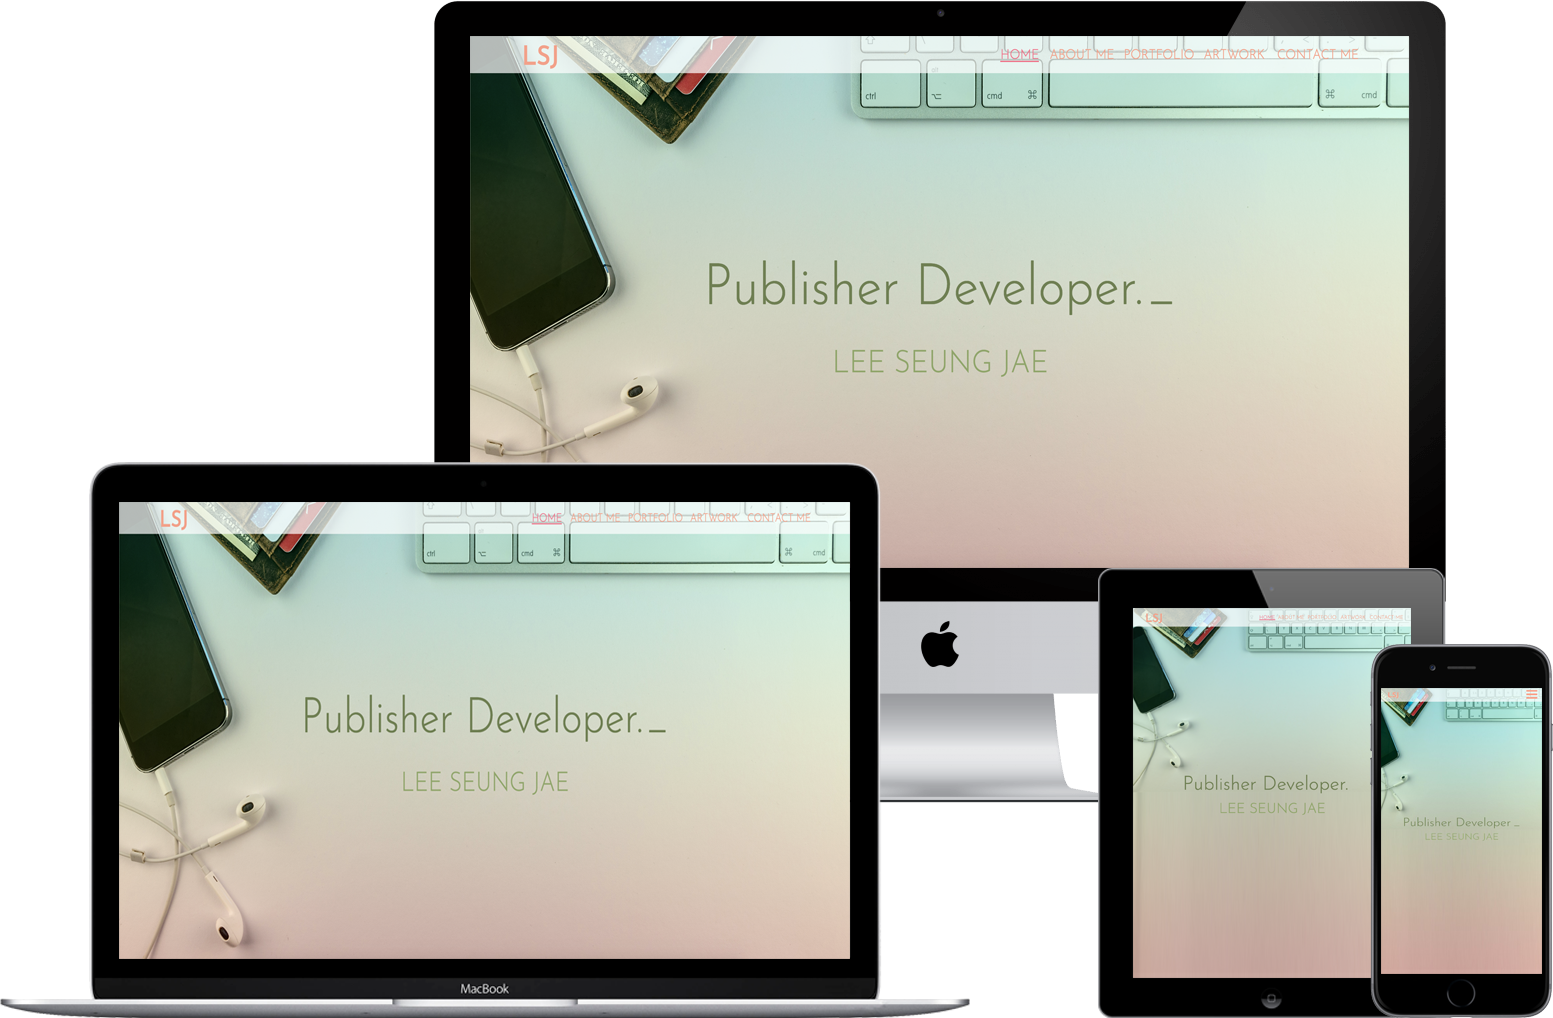 LSJ HOME ABOUT ME PORTFOLIO ARTWORK CONTACT ME
ctrl cmd cmd
Publisher Developer. _
LEE SEUNG JAE
LSJ HOME ABOUT ME PORTFOLIO ARTWORK CONTACT ME
ctrl cmd cmd
Publisher Developer. _
LEE SEUNG JAE
MacBook
LSJ HOME ABOUT ME PORTFOLIO ARTWORK CONTACT ME
Publisher Developer.
LEE SEUNG JAE
LSJ
Publisher Developer _
LEE SEUNG JAE